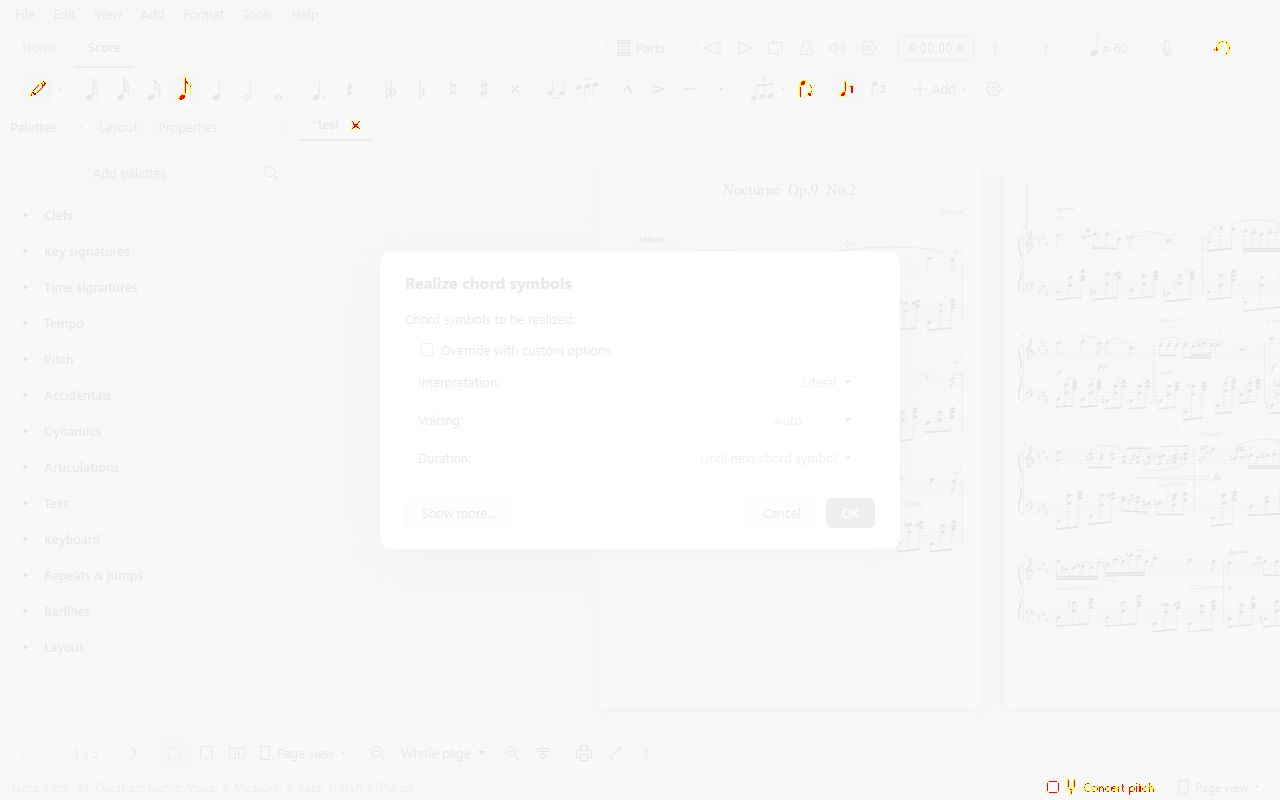 File Edit View Add Format Tools Help
Home Score Parts 0:00:00.0 1 . 1 = 60
Add
Palettes Layout Properties *test
Add palettes
Nocturne Op.9 No.2
Chopin
Clefs
Key signatures
Time signatures
Tempo
Pitch
Accidentals
Dynamics
Articulations
Text
Keyboard
Repeats & jumps
Barlines
Layout
Andante
Realize chord symbols
Chord symbols to be realized:
Override with custom options
Interpretation: Literal
Voicing: Auto
Duration: Until next chord symbol
Show more... Cancel OK
1 / 5 Page view Whole page ?
Note; Pitch: B4; Duration: Eighth; Voice: 1; Measure: 1; Beat: 1; Staff 1 (Piano) Concert pitch Page view